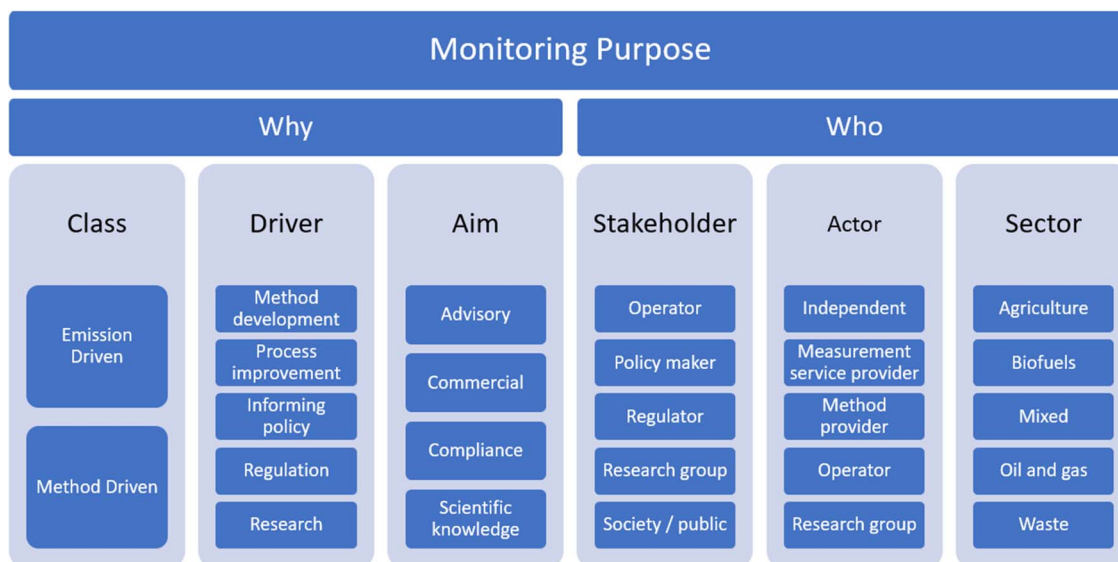 Monitoring Purpose
Why
Who
Class
Emission
Driven
Method Driven
Driver
Method
development
Process
improvement
Informing
policy
Regulation
Research
Aim
Advisory
Commercial
Compliance
Scientific
knowledge
Stakeholder
Operator
Policy maker
Regulator
Research group
Society / public
Actor
Independent
Measurement
service provider
Method
provider
Operator
Research group
Sector
Agriculture
Biofuels
Mixed
Oil and gas
Waste